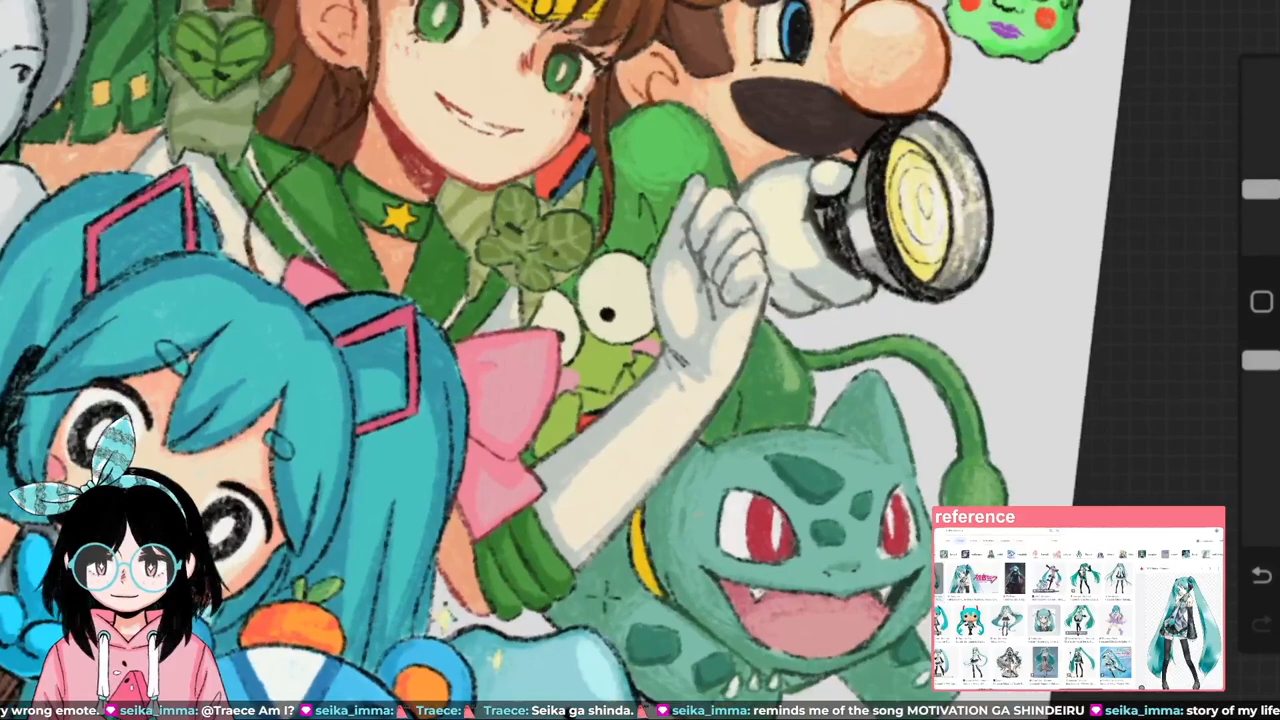 reference
y wrong emote. seika_imma: @Traece Am I? seika_imma: Traece: Traece: Seika ga shinda. seika_imma: reminds me of the song MOTIVATION GA SHINDEIRU seika_imma: story of my life